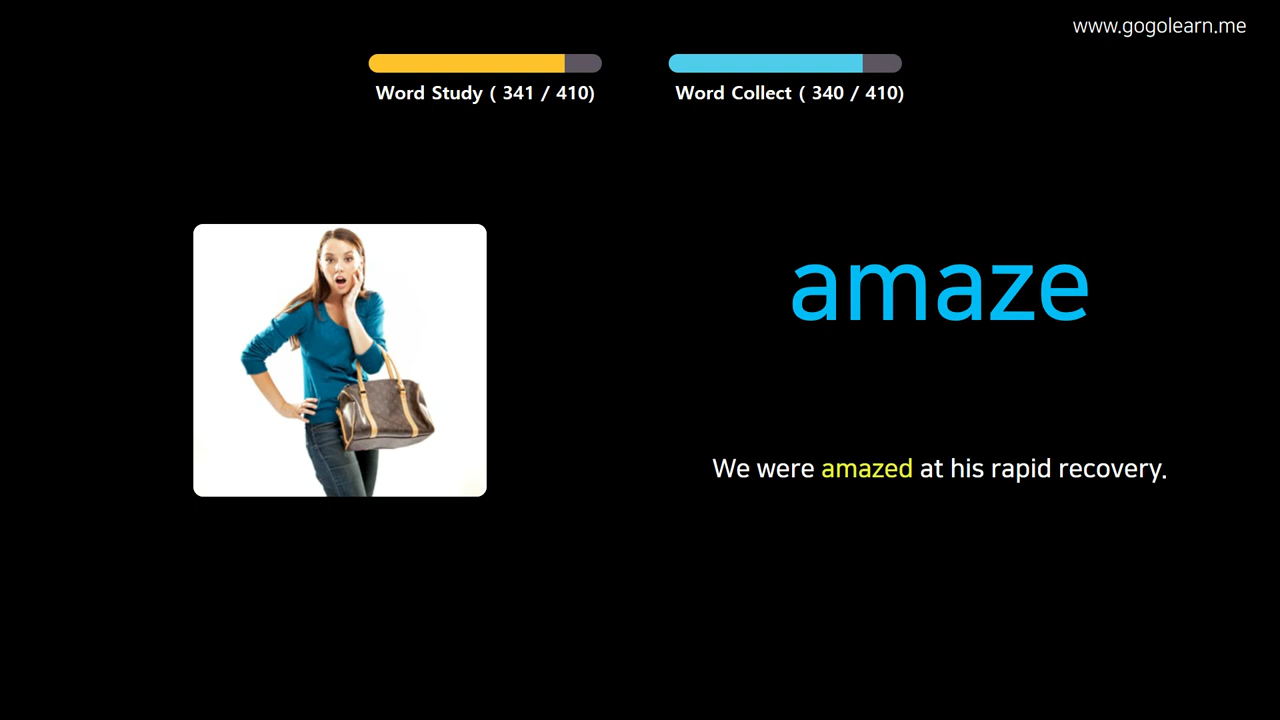 www.gogolearn.me
Word Study ( 341 / 410)
Word Collect ( 340 / 410)
amaze
We were amazed at his rapid recovery.